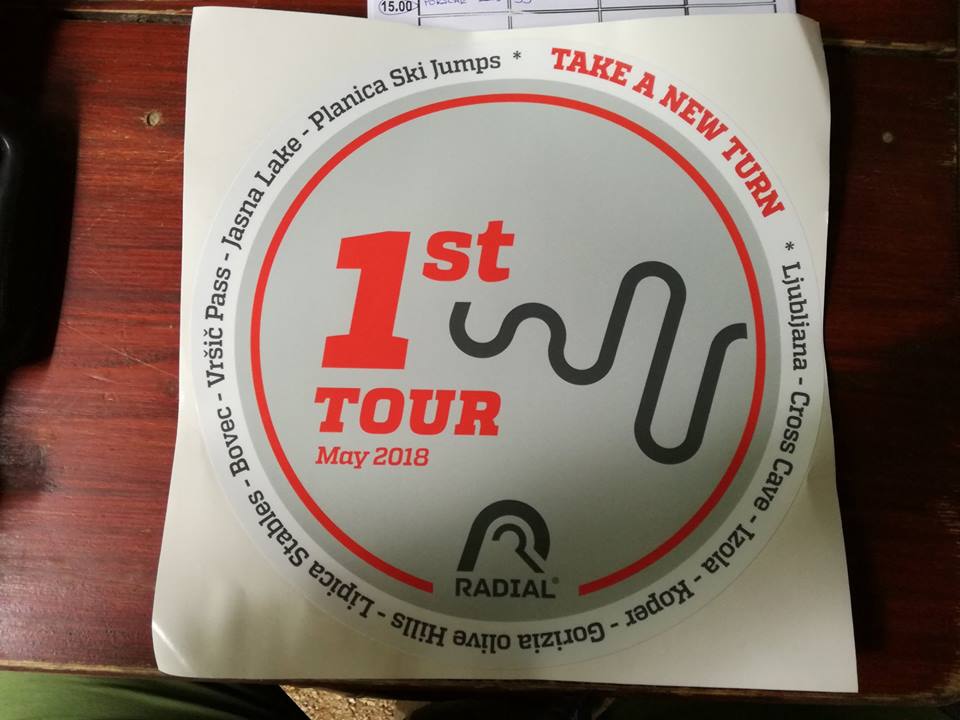 15.00
TAKE A NEW TURN
* Ljubljana - Cross Cave - Izola - Koper - Gorizia olive Hills - Lipica Stables - Bovec - Vršič Pass - Jasna Lake - Planica Ski Jumps *
1st
TOUR
May 2018
RADIAL®